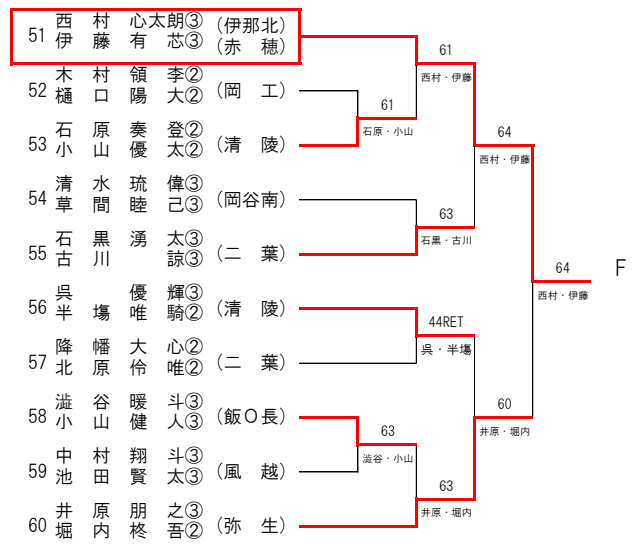 51 西村心太朗③ (伊那北)
伊藤有芯③ (赤穂)
61
西村・伊藤
52 木村領李② (岡工)
樋口陽大②
61
石原・小山
53 石原奏登② (清陵)
小山優太②
64
西村・伊藤
54 清水琉偉③ (岡谷南)
草間睦己③
63
石黒・古川
55 石黒湧太③ (二葉)
古川諒③
64
西村・伊藤
F
56 呉優輝③ (清陵)
半塲唯騎②
44RET
呉・半塲
57 降幡大心② (二葉)
北原伶唯②
58 澁谷暖斗③ (飯O長)
小山健人③
60
井原・堀内
63
澁谷・小山
59 中村翔斗③ (風越)
池田賢太③
63
井原・堀内
60 井原朋之③ (弥生)
堀内柊吾②